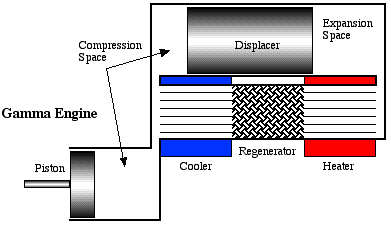 Compression
Space
Displacer
Expansion
Space
Gamma Engine
Piston
Cooler
Regenerator
Heater